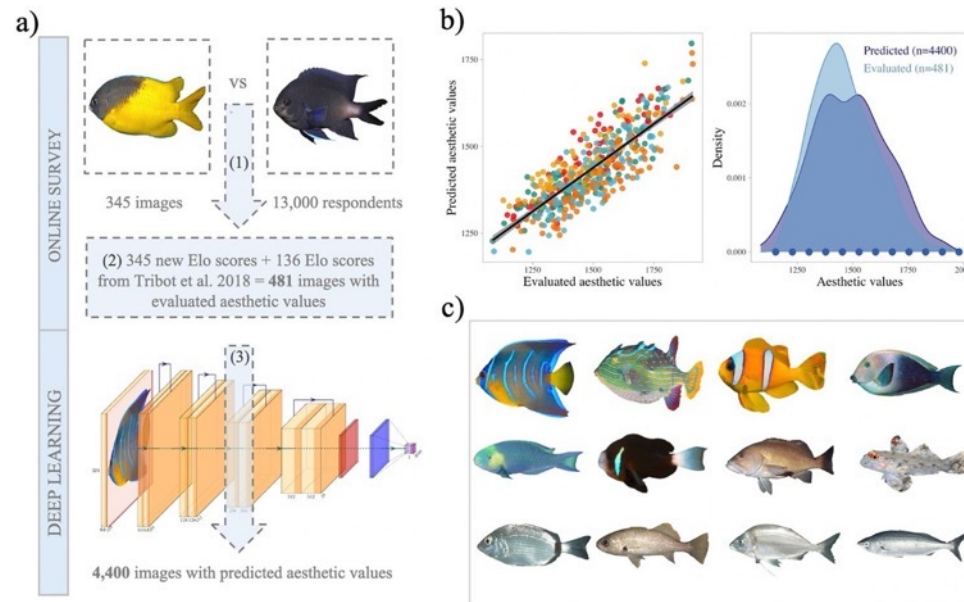 a)
ONLINE SURVEY
vs
(1)
345 images
13,000 respondents
(2) 345 new Elo scores + 136 Elo scores
from Tribot et al. 2018 = 481 images with
evaluated aesthetic values
DEEP LEARNING
(3)
4,400 images with predicted aesthetic values
b)
Predicted aesthetic values
1750
1500
1250
1250
1500
1750
Evaluated aesthetic values
Density
0.002
0.001
0.000
Predicted (n=4400)
Evaluated (n=481)
1250
1500
1750
Aesthetic values
c)